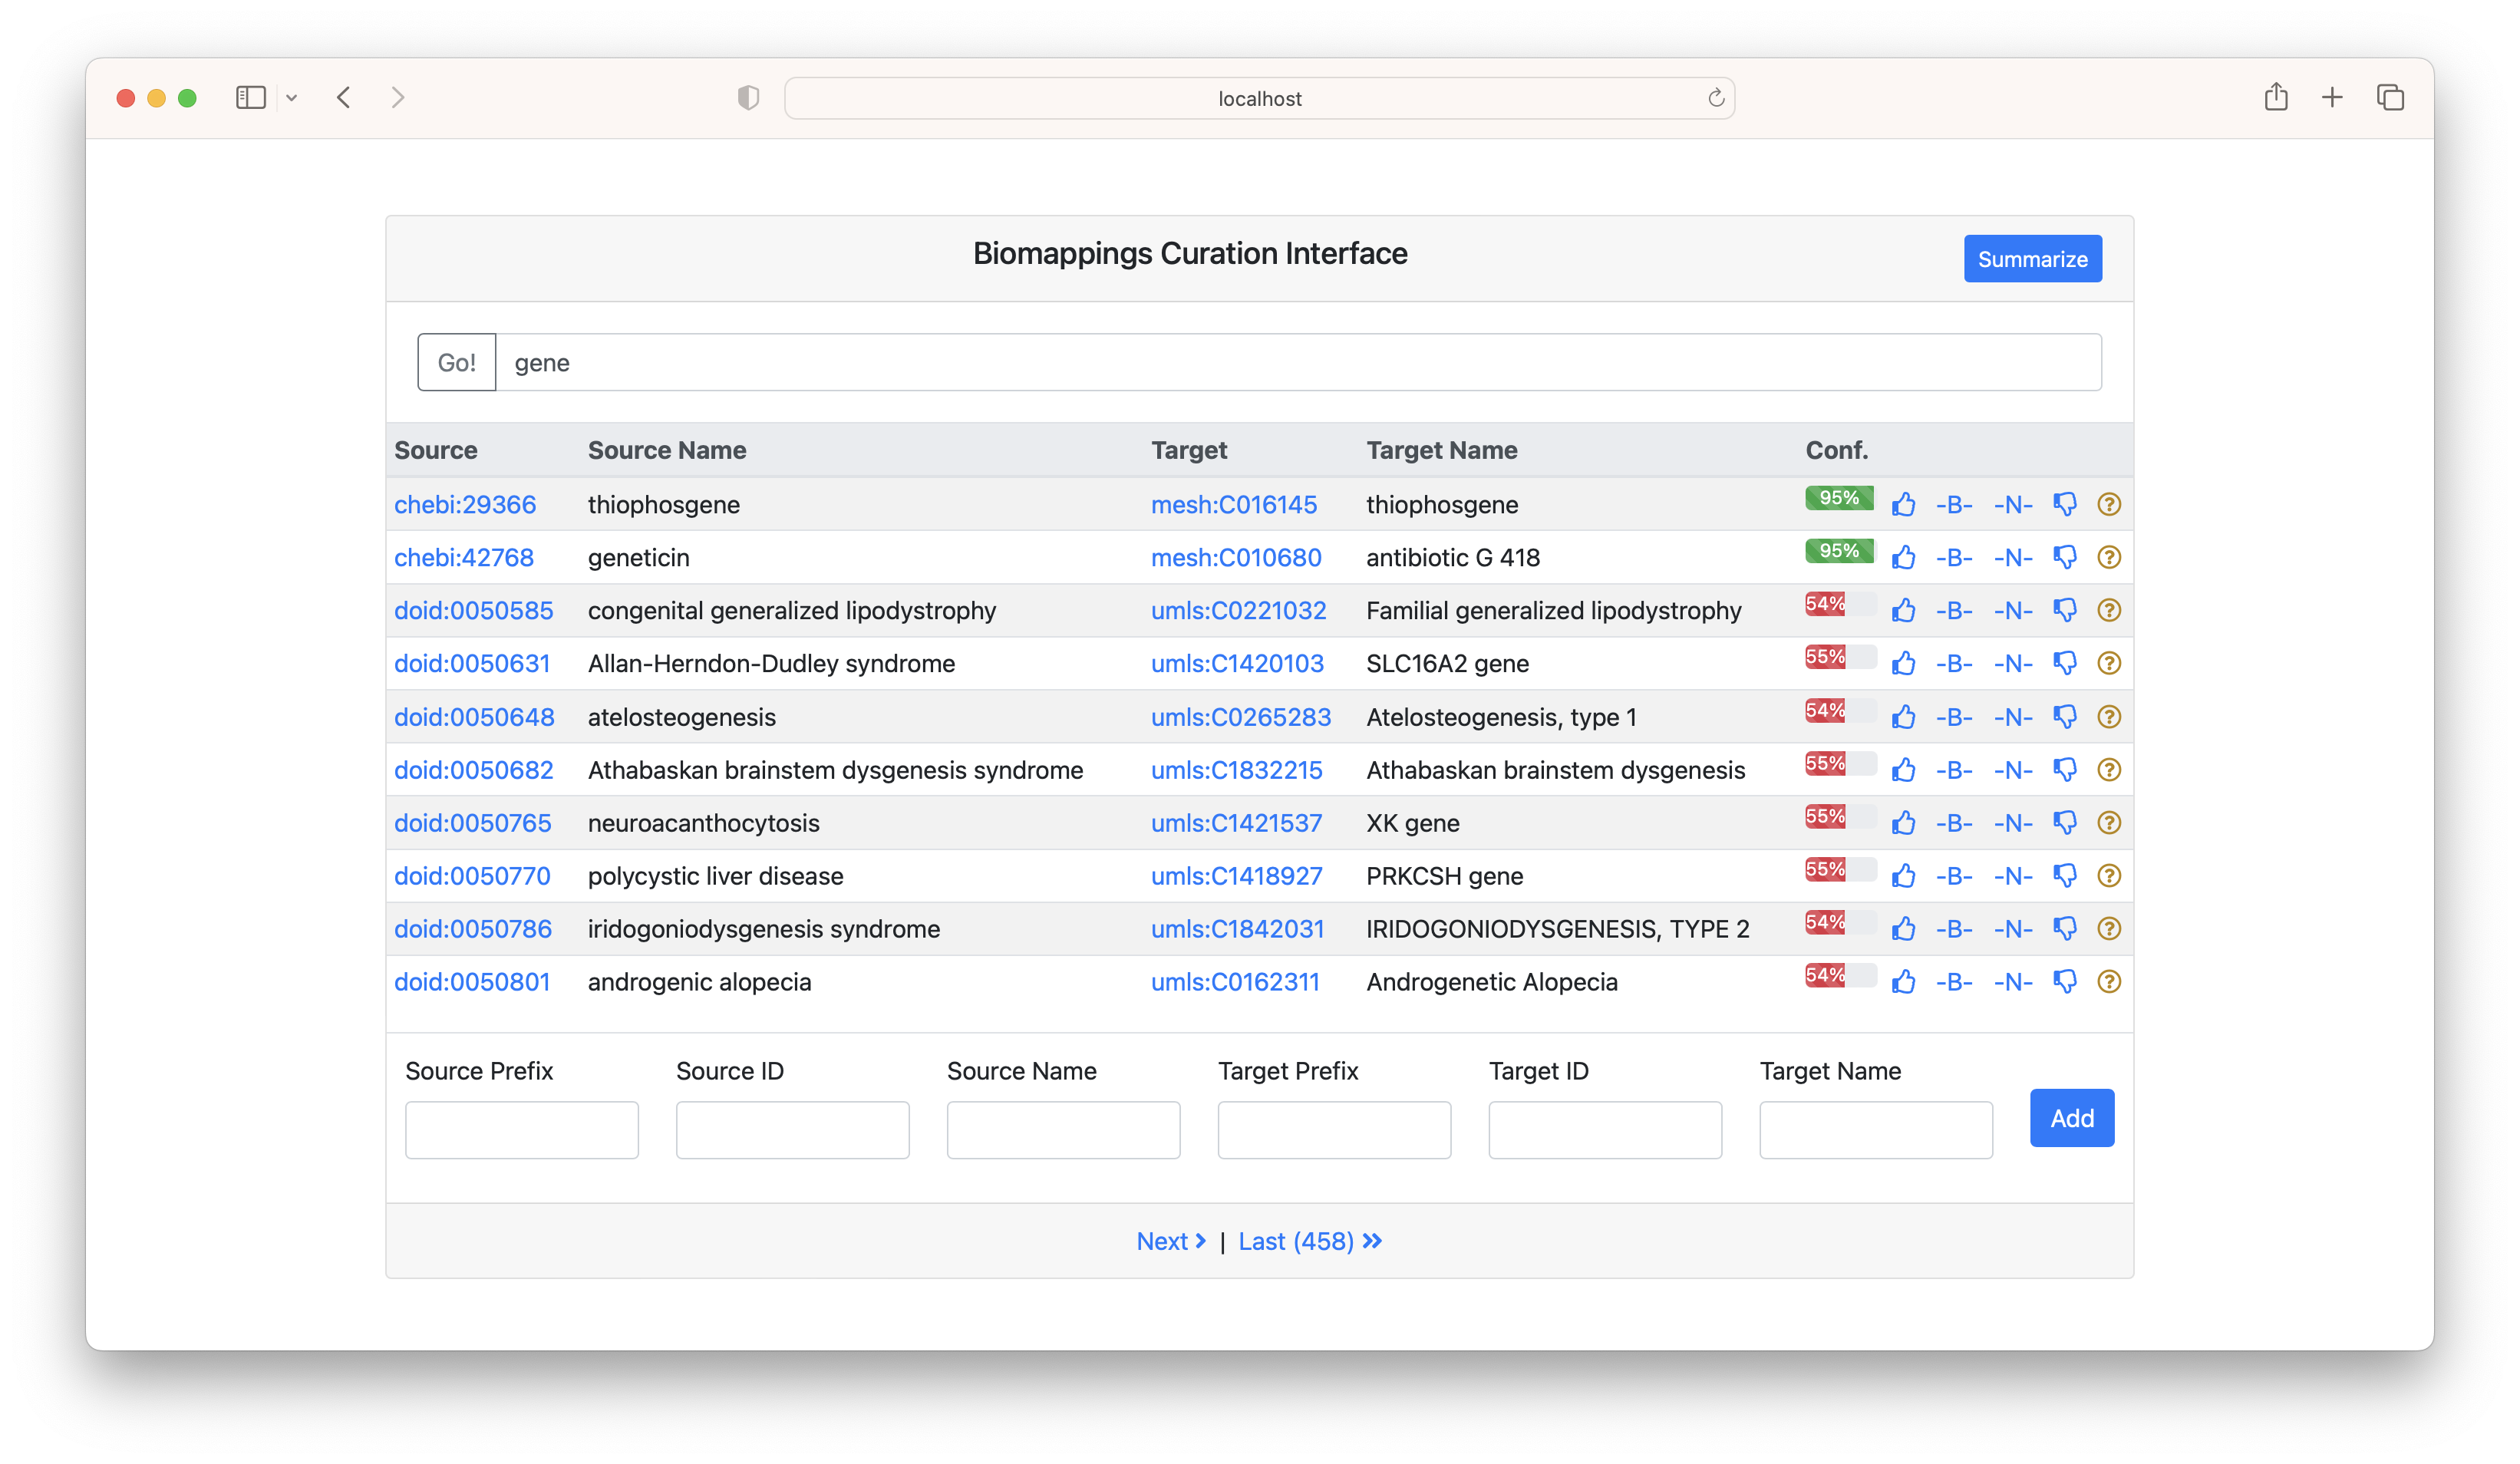 localhost
Biomappings Curation Interface Summarize
Go! gene
Source Source Name Target Target Name Conf.
chebi:29366 thiophosgene mesh:C016145 thiophosgene 95% -B- -N- ?
chebi:42768 geneticin mesh:C010680 antibiotic G 418 95% -B- -N- ?
doid:0050585 congenital generalized lipodystrophy umls:C0221032 Familial generalized lipodystrophy 54% -B- -N- ?
doid:0050631 Allan-Herndon-Dudley syndrome umls:C1420103 SLC16A2 gene 55% -B- -N- ?
doid:0050648 atelosteogenesis umls:C0265283 Atelosteogenesis, type 1 54% -B- -N- ?
doid:0050682 Athabaskan brainstem dysgenesis syndrome umls:C1832215 Athabaskan brainstem dysgenesis 55% -B- -N- ?
doid:0050765 neuroacanthocytosis umls:C1421537 XK gene 55% -B- -N- ?
doid:0050770 polycystic liver disease umls:C1418927 PRKCSH gene 55% -B- -N- ?
doid:0050786 iridogoniodysgenesis syndrome umls:C1842031 IRIDOGONIODYSGENESIS, TYPE 2 54% -B- -N- ?
doid:0050801 androgenic alopecia umls:C0162311 Androgenetic Alopecia 54% -B- -N- ?
Source Prefix Source ID Source Name Target Prefix Target ID Target Name
Add
Next | Last (458)